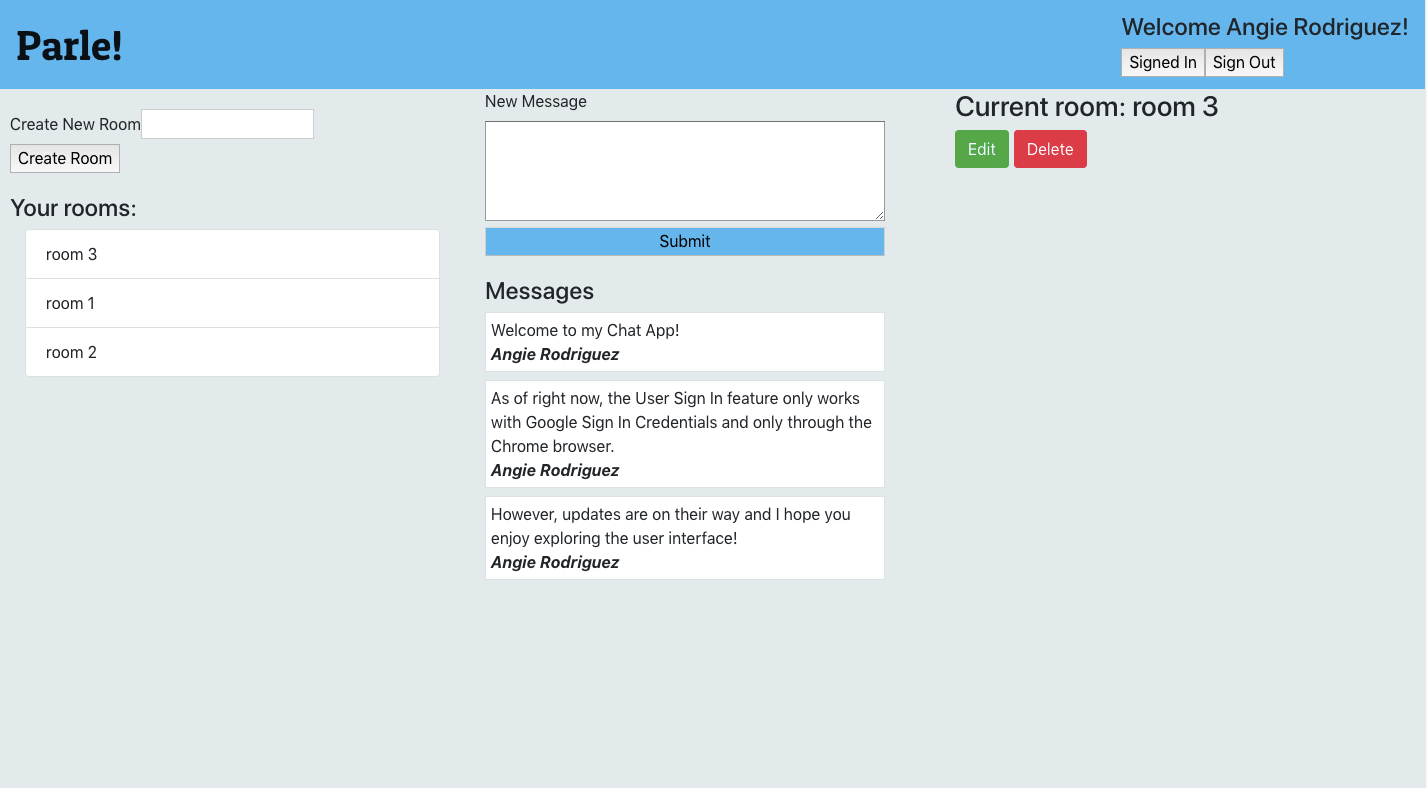 Parle!
Welcome Angie Rodriguez!
Signed In Sign Out
Create New Room
Create Room
Your rooms:
room 3
room 1
room 2
New Message
Submit
Messages
Welcome to my Chat App!
Angie Rodriguez
As of right now, the User Sign In feature only works
with Google Sign In Credentials and only through the
Chrome browser.
Angie Rodriguez
However, updates are on their way and I hope you
enjoy exploring the user interface!
Angie Rodriguez
Current room: room 3
Edit Delete